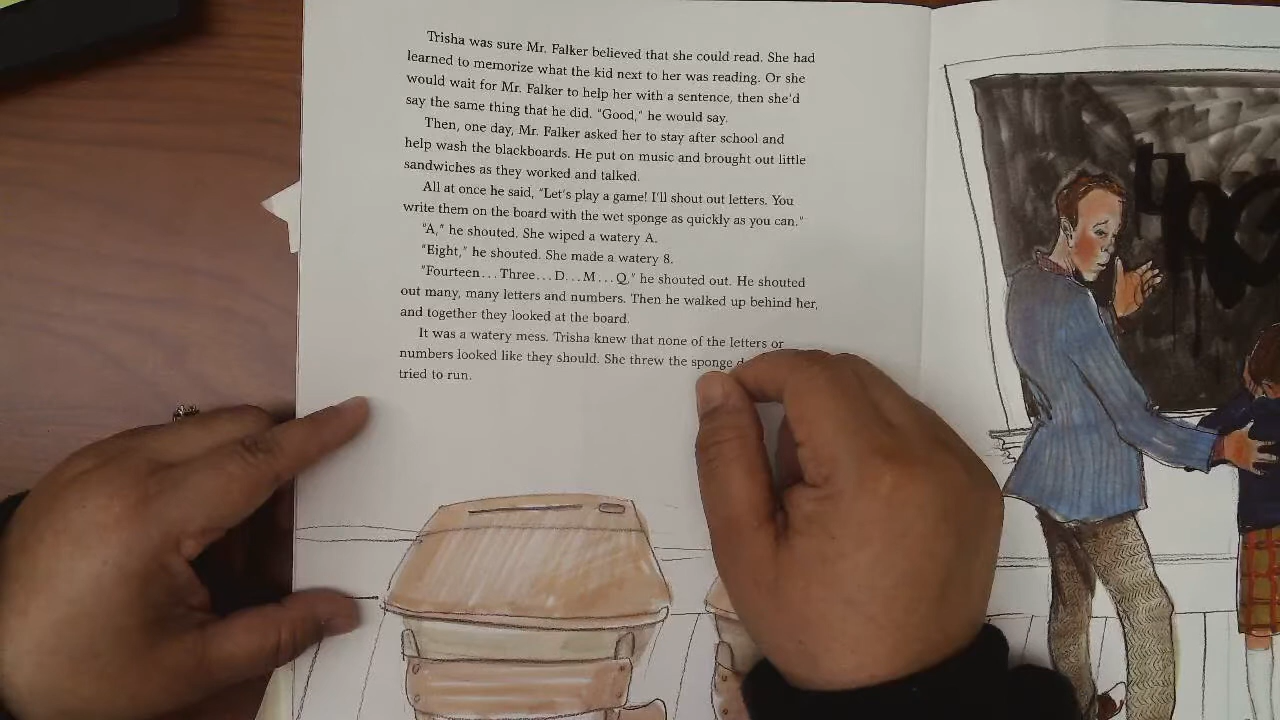 Trisha was sure Mr. Falker believed that she could read. She had
learned to memorize what the kid next to her was reading. Or she
would wait for Mr. Falker to help her with a sentence, then she'd
say the same thing that he did. "Good," he would say.
Then, one day, Mr. Falker asked her to stay after school and
help wash the blackboards. He put on music and brought out little
sandwiches as they worked and talked.
All at once he said, "Let's play a game! I'll shout out letters. You
write them on the board with the wet sponge as quickly as you can."
"A," he shouted. She wiped a watery A.
"Eight," he shouted. She made a watery 8.
"Fourteen...Three...D...M...Q," he shouted out. He shouted
out many, many letters and numbers. Then he walked up behind her,
and together they looked at the board.
It was a watery mess. Trisha knew that none of the letters or
numbers looked like they should. She threw the sponge
tried to run.